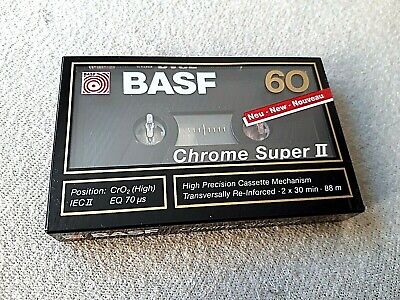 BASF 60
Neu · New · Nouveau
Chrome Super II
Position: CrO₂ (High)
IEC II EQ 70 µs
High Precision Cassette Mechanism
Transversally Re-Inforced · 2 x 30 min · 88 m